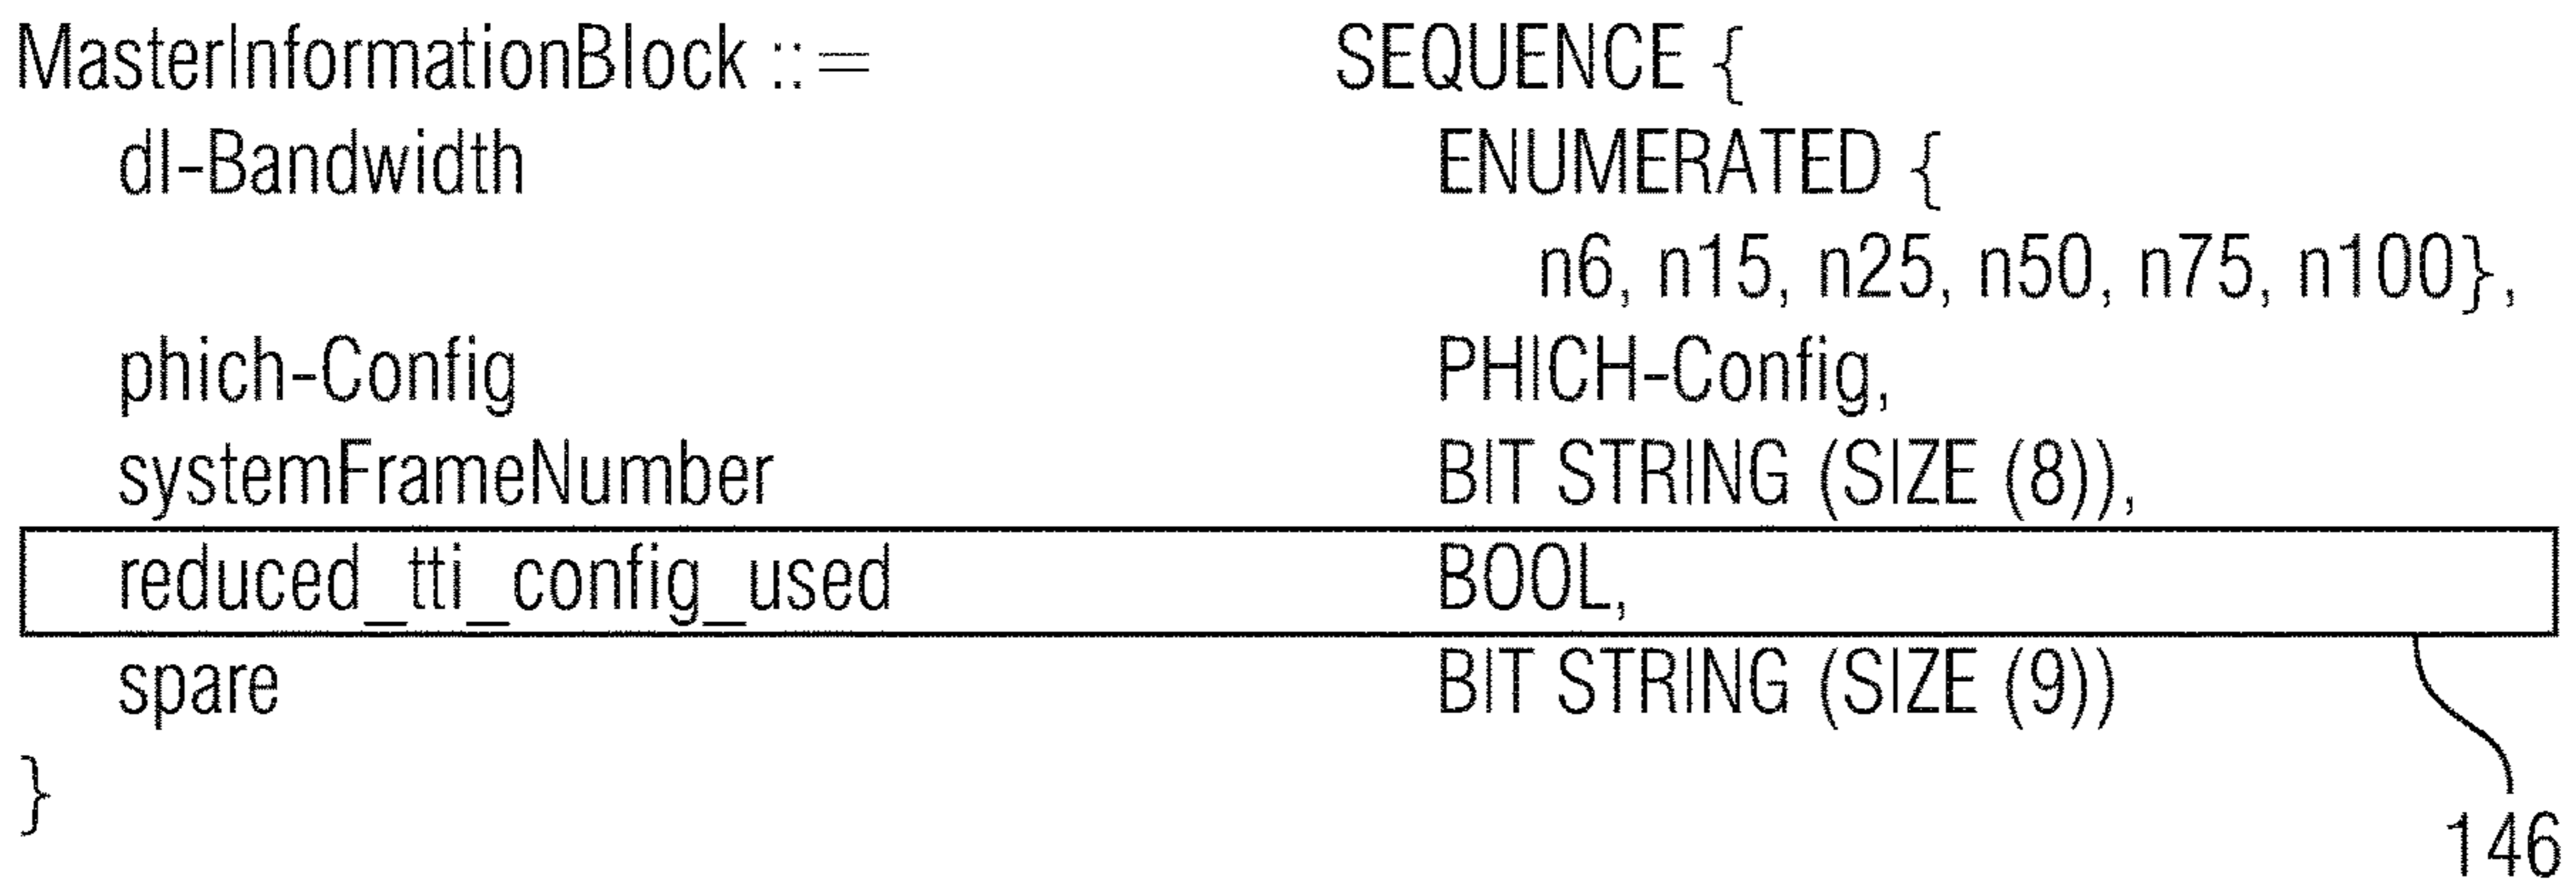 MasterInformationBlock ::= SEQUENCE {
dl-Bandwidth ENUMERATED {
n6, n15, n25, n50, n75, n100},
phich-Config PHICH-Config,
systemFrameNumber BIT STRING (SIZE (8)),
reduced_tti_config_used BOOL,
spare BIT STRING (SIZE (9))
}
146